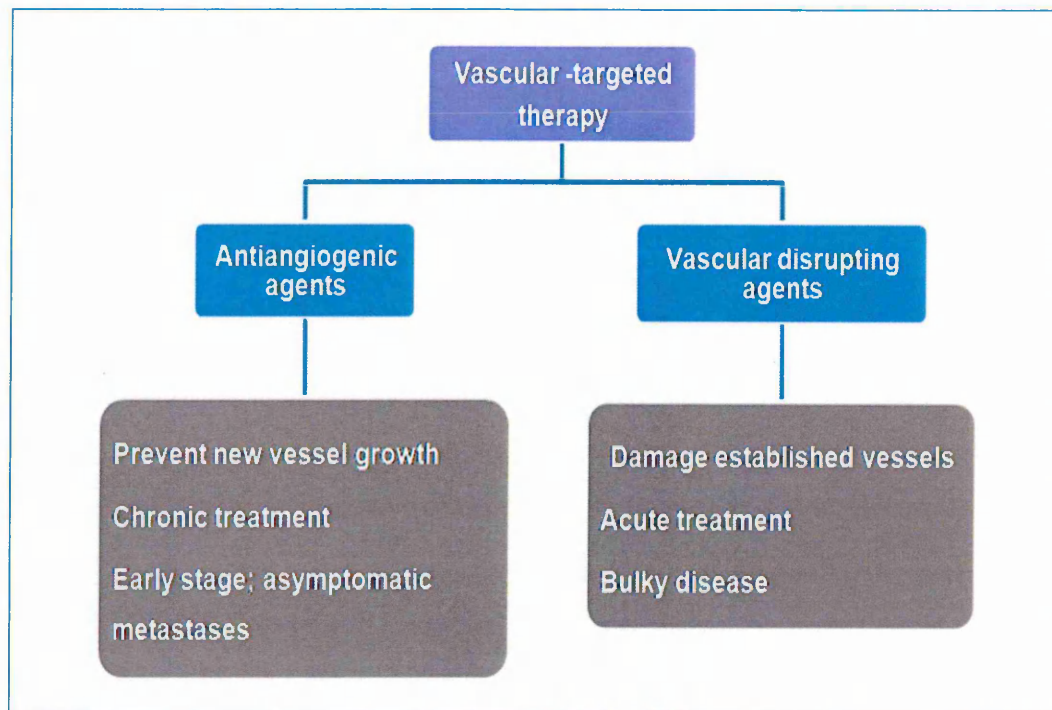 Vascular -targeted
therapy
Antiangiogenic
agents
Vascular disrupting
agents
Prevent new vessel growth
Chronic treatment
Early stage; asymptomatic
metastases
Damage established vessels
Acute treatment
Bulky disease